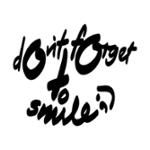 don't forget
to
smile :)